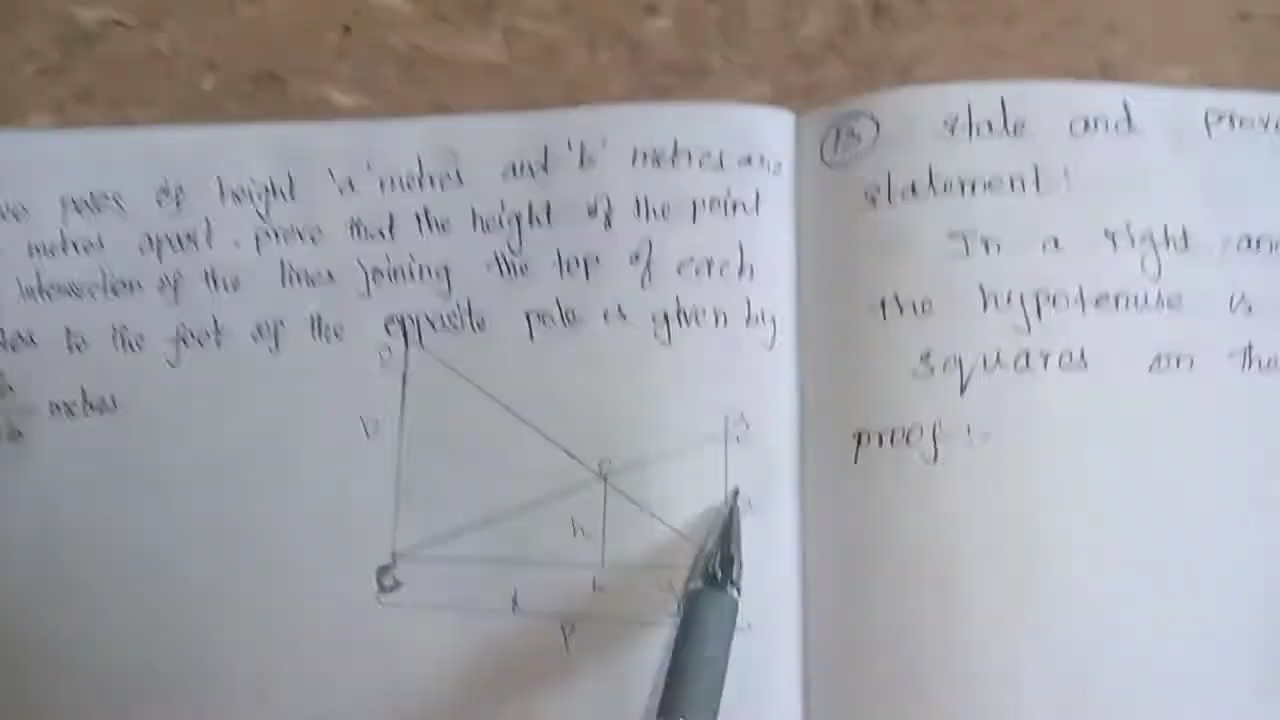 poles of height 'a' metres and 'b' metres are
metres apart. prove that the height of the point
intersection of the lines joining the top of each
to the foot of the opposite pole is given by
metres
b
h
P
13 state and prove
statement:
In a right
the hypotenuse is
squares on the
proof :-